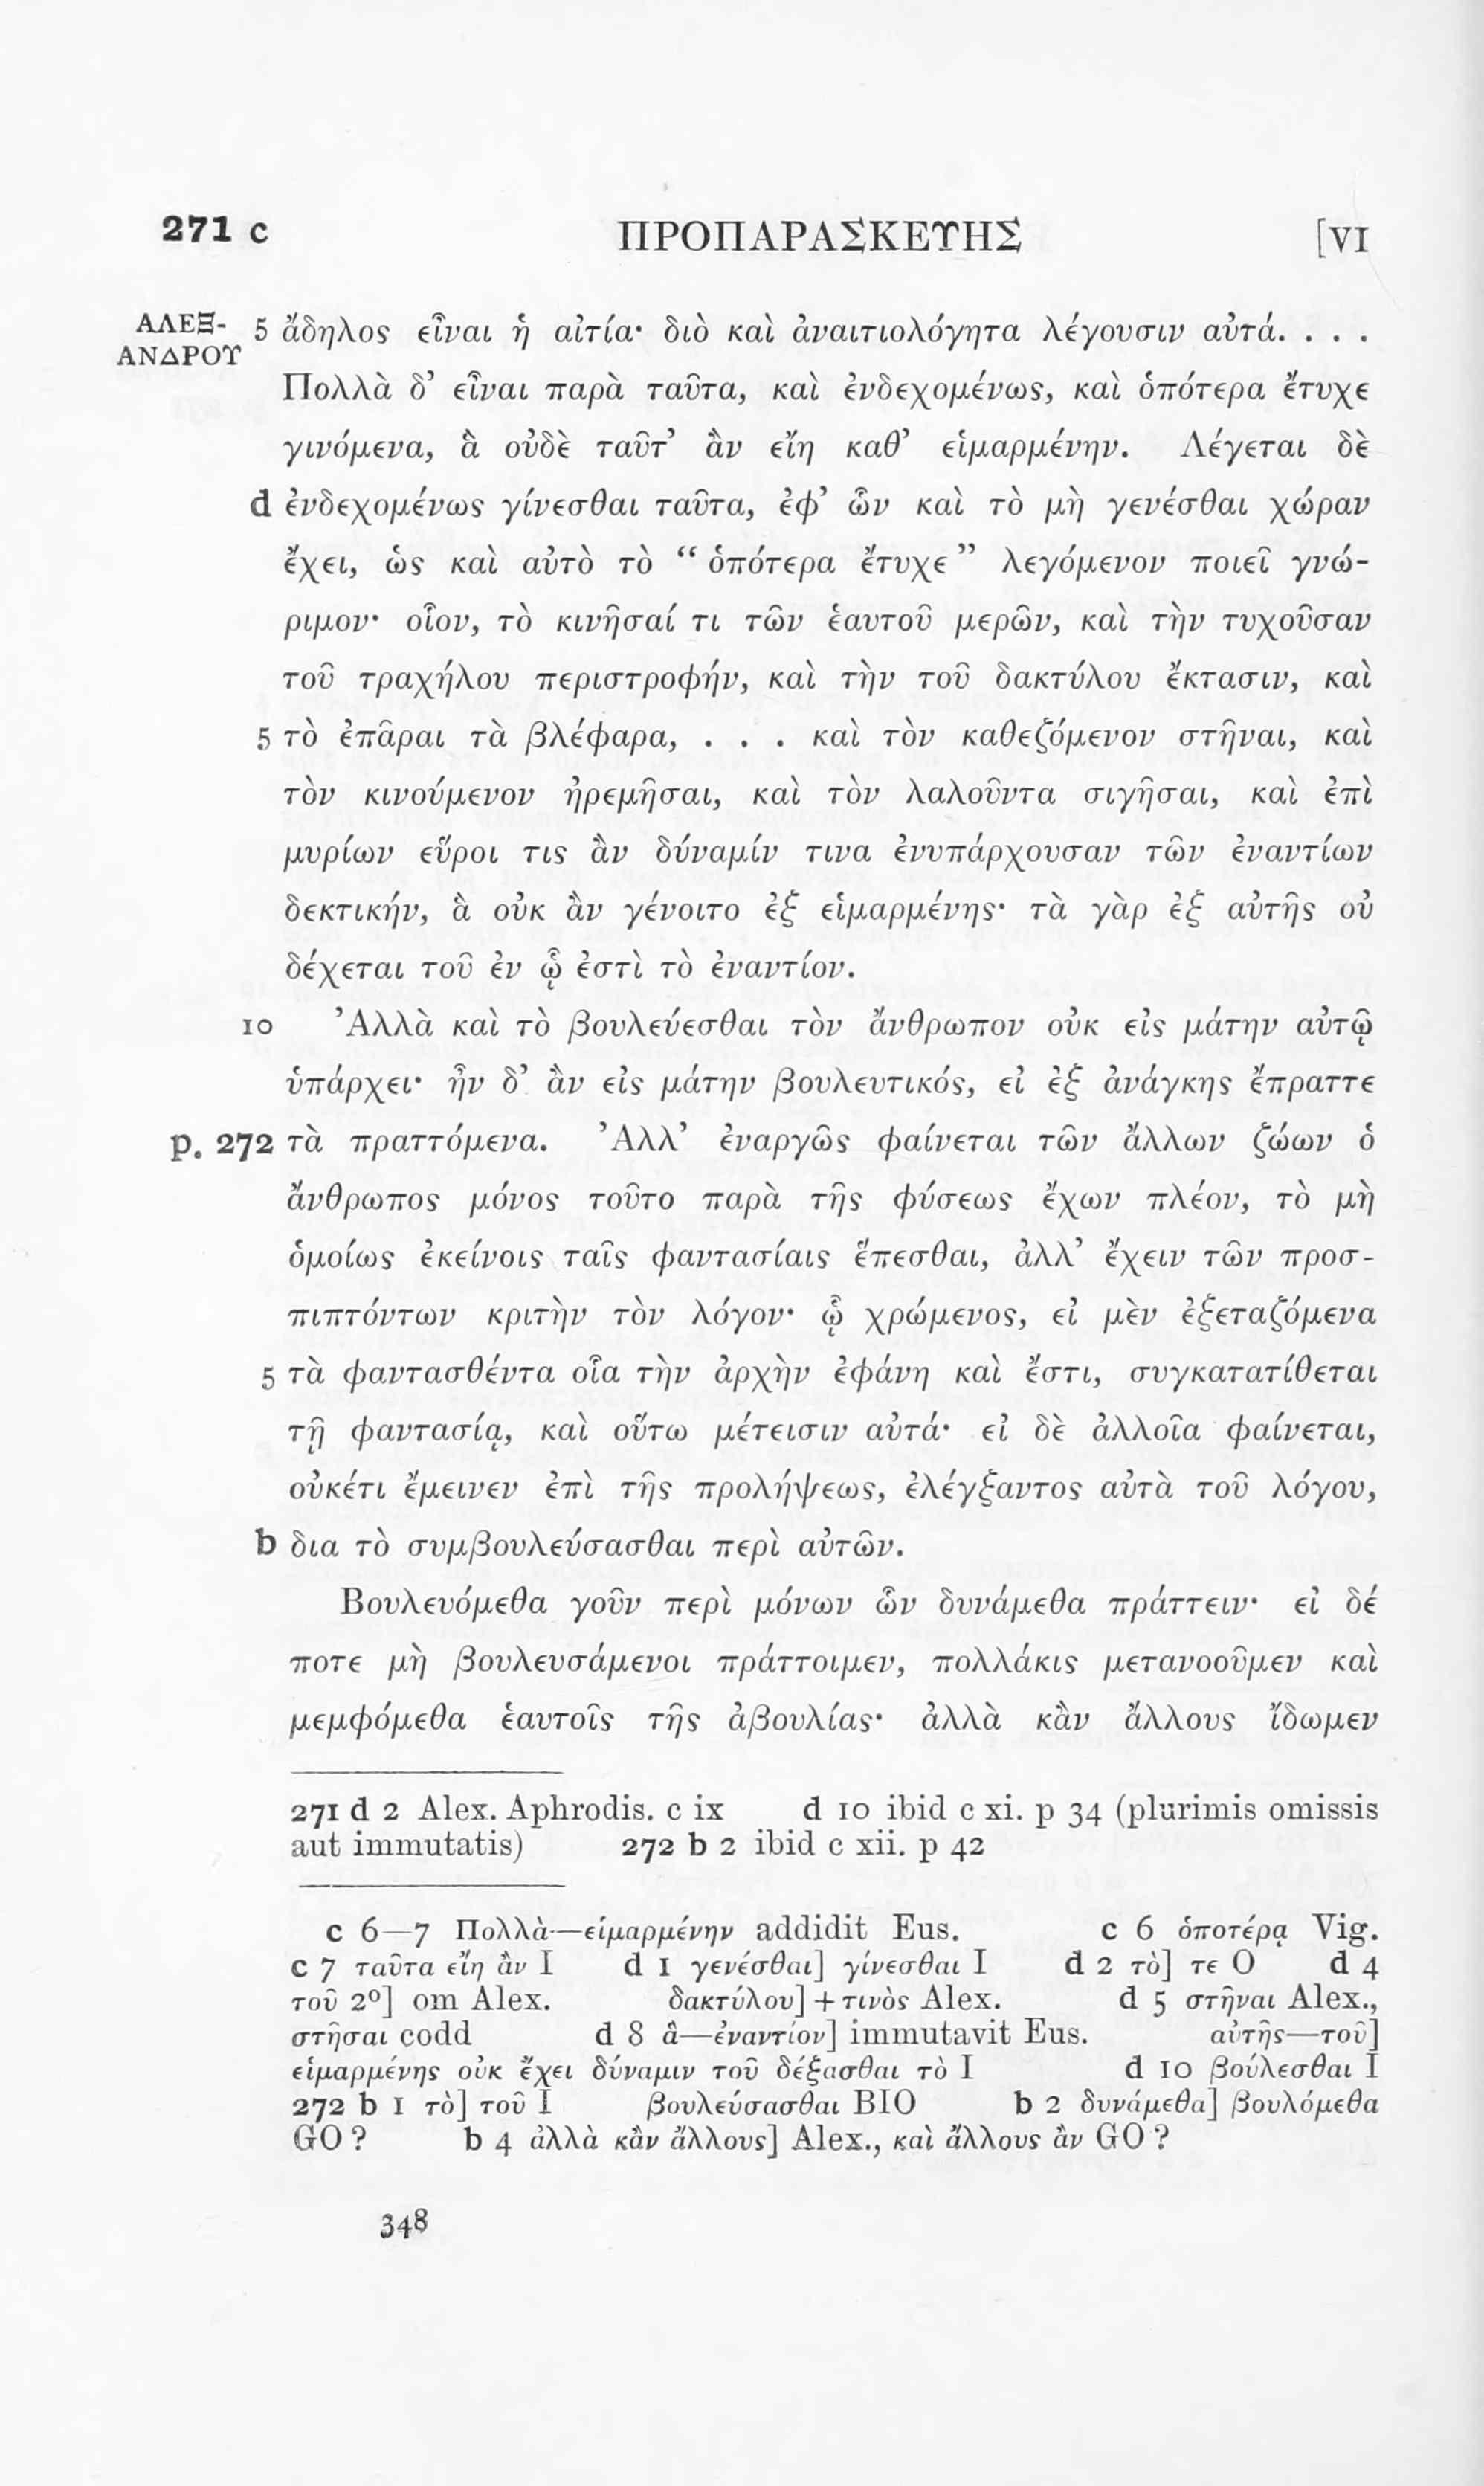 271 c ΠΡΟΠΑΡΑΣΚΕΥΗΣ [VI
ΑΛΕΞ- 5 ἄδηλος εἶναι ἡ αἰτία· διὸ καὶ ἀναιτιολόγητα λέγουσιν αὐτά. . . .
ΑΝΔΡΟΥ
Πολλὰ δ’ εἶναι παρὰ ταῦτα, καὶ ἐνδεχομένως, καὶ ὁπότερα ἔτυχε
γινόμενα, ἃ οὐδὲ ταῦτ’ ἂν εἴη καθ’ εἱμαρμένην. Λέγεται δὲ
d ἐνδεχομένως γίνεσθαι ταῦτα, ἐφ’ ὧν καὶ τὸ μὴ γενέσθαι χώραν
ἔχει, ὡς καὶ αὐτὸ τὸ “ ὁπότερα ἔτυχε ” λεγόμενον ποιεῖ γνώ-
ριμον· οἷον, τὸ κινῆσαί τι τῶν ἑαυτοῦ μερῶν, καὶ τὴν τυχοῦσαν
τοῦ τραχήλου περιστροφήν, καὶ τὴν τοῦ δακτύλου ἔκτασιν, καὶ
5 τὸ ἐπᾶραι τὰ βλέφαρα, . . . καὶ τὸν καθεζόμενον στῆναι, καὶ
τὸν κινούμενον ἠρεμῆσαι, καὶ τὸν λαλοῦντα σιγῆσαι, καὶ ἐπὶ
μυρίων εὕροι τις ἂν δύναμίν τινα ἐνυπάρχουσαν τῶν ἐναντίων
δεκτικήν, ἃ οὐκ ἂν γένοιτο ἐξ εἱμαρμένης· τὰ γὰρ ἐξ αὐτῆς οὐ
δέχεται τοῦ ἐν ᾧ ἐστὶ τὸ ἐναντίον.
10 Ἀλλὰ καὶ τὸ βουλεύεσθαι τὸν ἄνθρωπον οὐκ εἰς μάτην αὐτῷ
ὑπάρχει· ἦν δ’ ἂν εἰς μάτην βουλευτικός, εἰ ἐξ ἀνάγκης ἔπραττε
p. 272 τὰ πραττόμενα. Ἀλλ’ ἐναργῶς φαίνεται τῶν ἄλλων ζώων ὁ
ἄνθρωπος μόνος τοῦτο παρὰ τῆς φύσεως ἔχων πλέον, τὸ μὴ
ὁμοίως ἐκείνοις ταῖς φαντασίαις ἕπεσθαι, ἀλλ’ ἔχειν τῶν προσ-
πιπτόντων κριτὴν τὸν λόγον· ᾧ χρώμενος, εἰ μὲν ἐξεταζόμενα
5 τὰ φαντασθέντα οἷα τὴν ἀρχὴν ἐφάνη καὶ ἔστι, συγκατατίθεται
τῇ φαντασίᾳ, καὶ οὕτω μέτεισιν αὐτά· εἰ δὲ ἀλλοῖα φαίνεται,
οὐκέτι ἔμεινεν ἐπὶ τῆς προλήψεως, ἐλέγξαντος αὐτὰ τοῦ λόγου,
b δια τὸ συμβουλεύσασθαι περὶ αὐτῶν.
Βουλευόμεθα γοῦν περὶ μόνων ὧν δυνάμεθα πράττειν· εἰ δέ
ποτε μὴ βουλευσάμενοι πράττοιμεν, πολλάκις μετανοοῦμεν καὶ
μεμφόμεθα ἑαυτοῖς τῆς ἀβουλίας· ἀλλὰ κἂν ἄλλους ἴδωμεν
271 d 2 Alex. Aphrodis. c ix d 10 ibid c xi. p 34 (plurimis omissis
aut immutatis) 272 b 2 ibid c xii. p 42
c 6—7 Πολλὰ—εἱμαρμένην addidit Eus. c 6 ὁποτέρᾳ Vig.
c 7 ταῦτα εἴη ἂν I d 1 γενέσθαι] γίνεσθαι I d 2 τὸ] τε O d 4
τοῦ 2º] om Alex. δακτύλου] + τινὸς Alex. d 5 στῆναι Alex.,
στῆσαι codd d 8 ἃ—ἐναντίον] immutavit Eus. αὐτῆς—τοῦ]
εἱμαρμένης οὐκ ἔχει δύναμιν τοῦ δέξασθαι τὸ I d 10 βούλεσθαι I
272 b 1 τὸ] τοῦ I βουλεύσασθαι BIO b 2 δυνάμεθα] βουλόμεθα
GO ? b 4 ἀλλὰ κἂν ἄλλους] Alex., καὶ ἄλλους ἂν GO ?
348